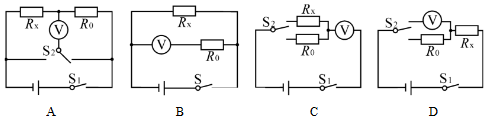 Rx V R0
S2
S1
A
Rx
V R0
S
B
S2 Rx V
R0
S1
C
S2 V
R0 Rx
S1
D